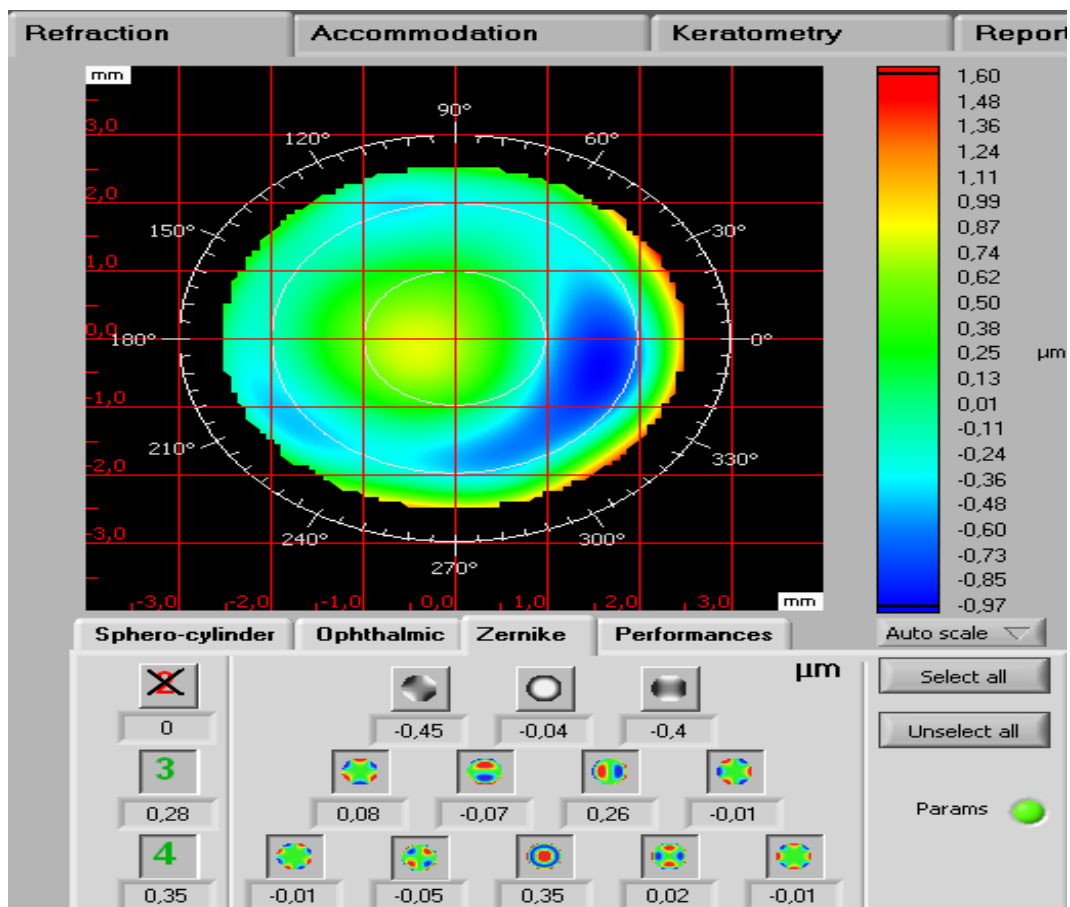 Refraction Accommodation Keratometry Report
mm
90°
120° 60°
150° 30°
180° 0°
210° 330°
240° 300°
270°
3,0
2,0
1,0
0,0
-1,0
-2,0
-3,0
-3,0 -2,0 -1,0 0,0 1,0 2,0 3,0 mm
1,60
1,48
1,36
1,24
1,11
0,99
0,87
0,74
0,62
0,50
0,38
0,25 µm
0,13
0,01
-0,11
-0,24
-0,36
-0,48
-0,60
-0,73
-0,85
-0,97
Auto scale
Sphero-cylinder Ophthalmic Zernike Performances
µm
2
0 -0,45 -0,04 -0,4
3
0,28 0,08 -0,07 0,26 -0,01
4
0,35 -0,01 -0,05 0,35 0,02 -0,01
Select all
Unselect all
Params